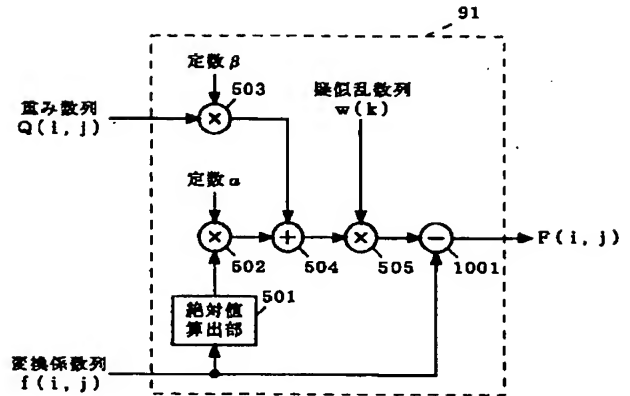 91
定数β
503
重み数列
Q(i,j)
疑似乱数列
w(k)
×
定数α
×
502
+
504
×
505
−
1001
F(i,j)
501
絶対値
算出部
変換係数列
f(i,j)